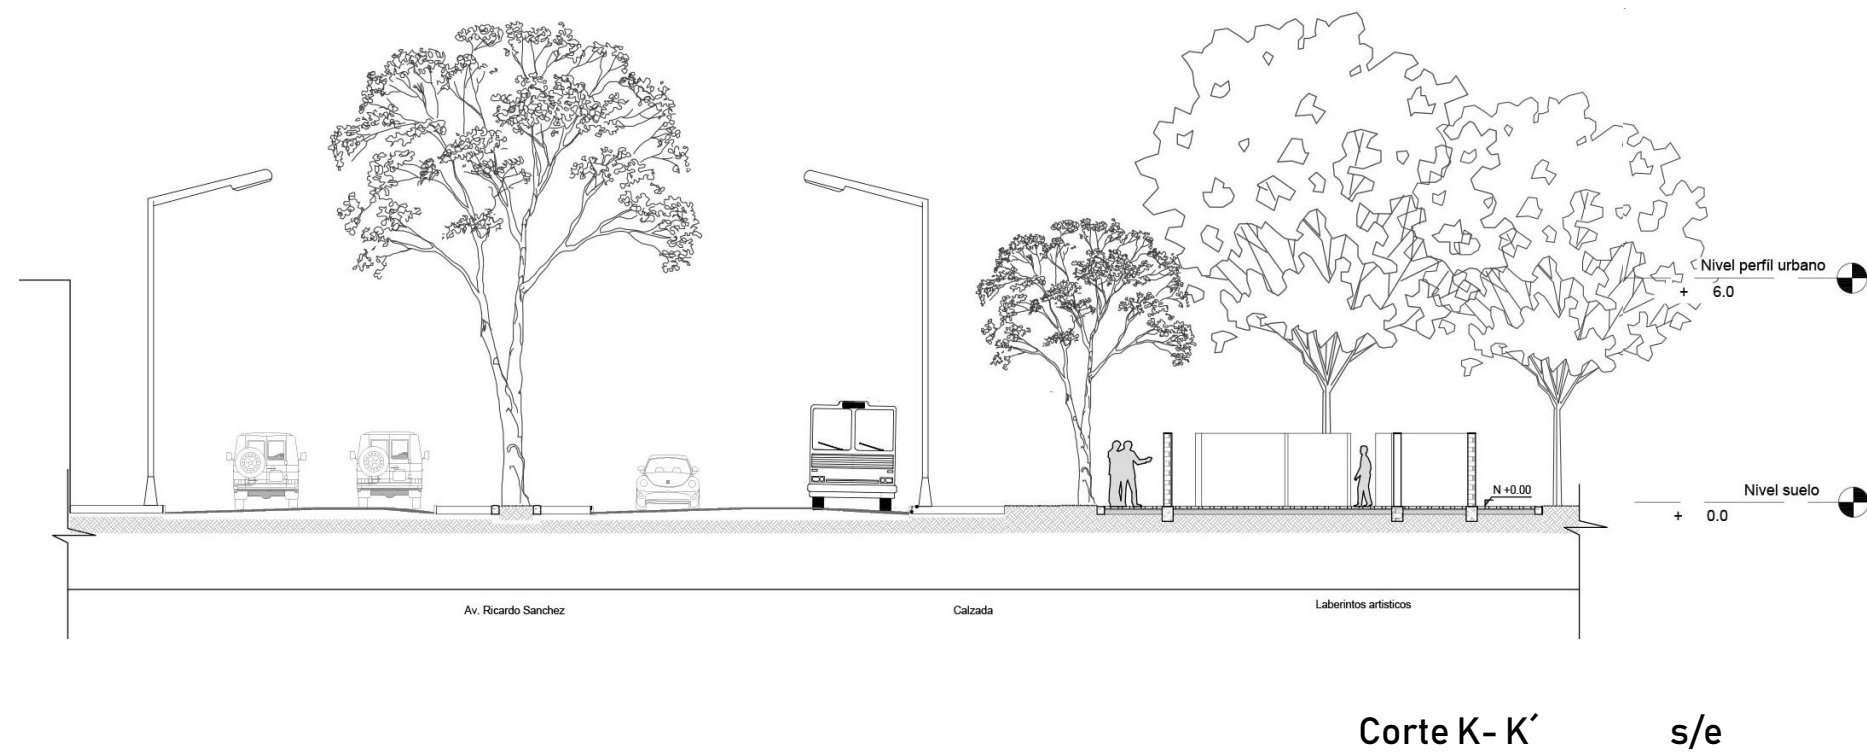 Nivel perfil urbano
+ 6.0
N +0.00
Nivel suelo
+ 0.0
Av. Ricardo Sanchez
Calzada
Laberintos artisticos
Corte K- K´ s/e